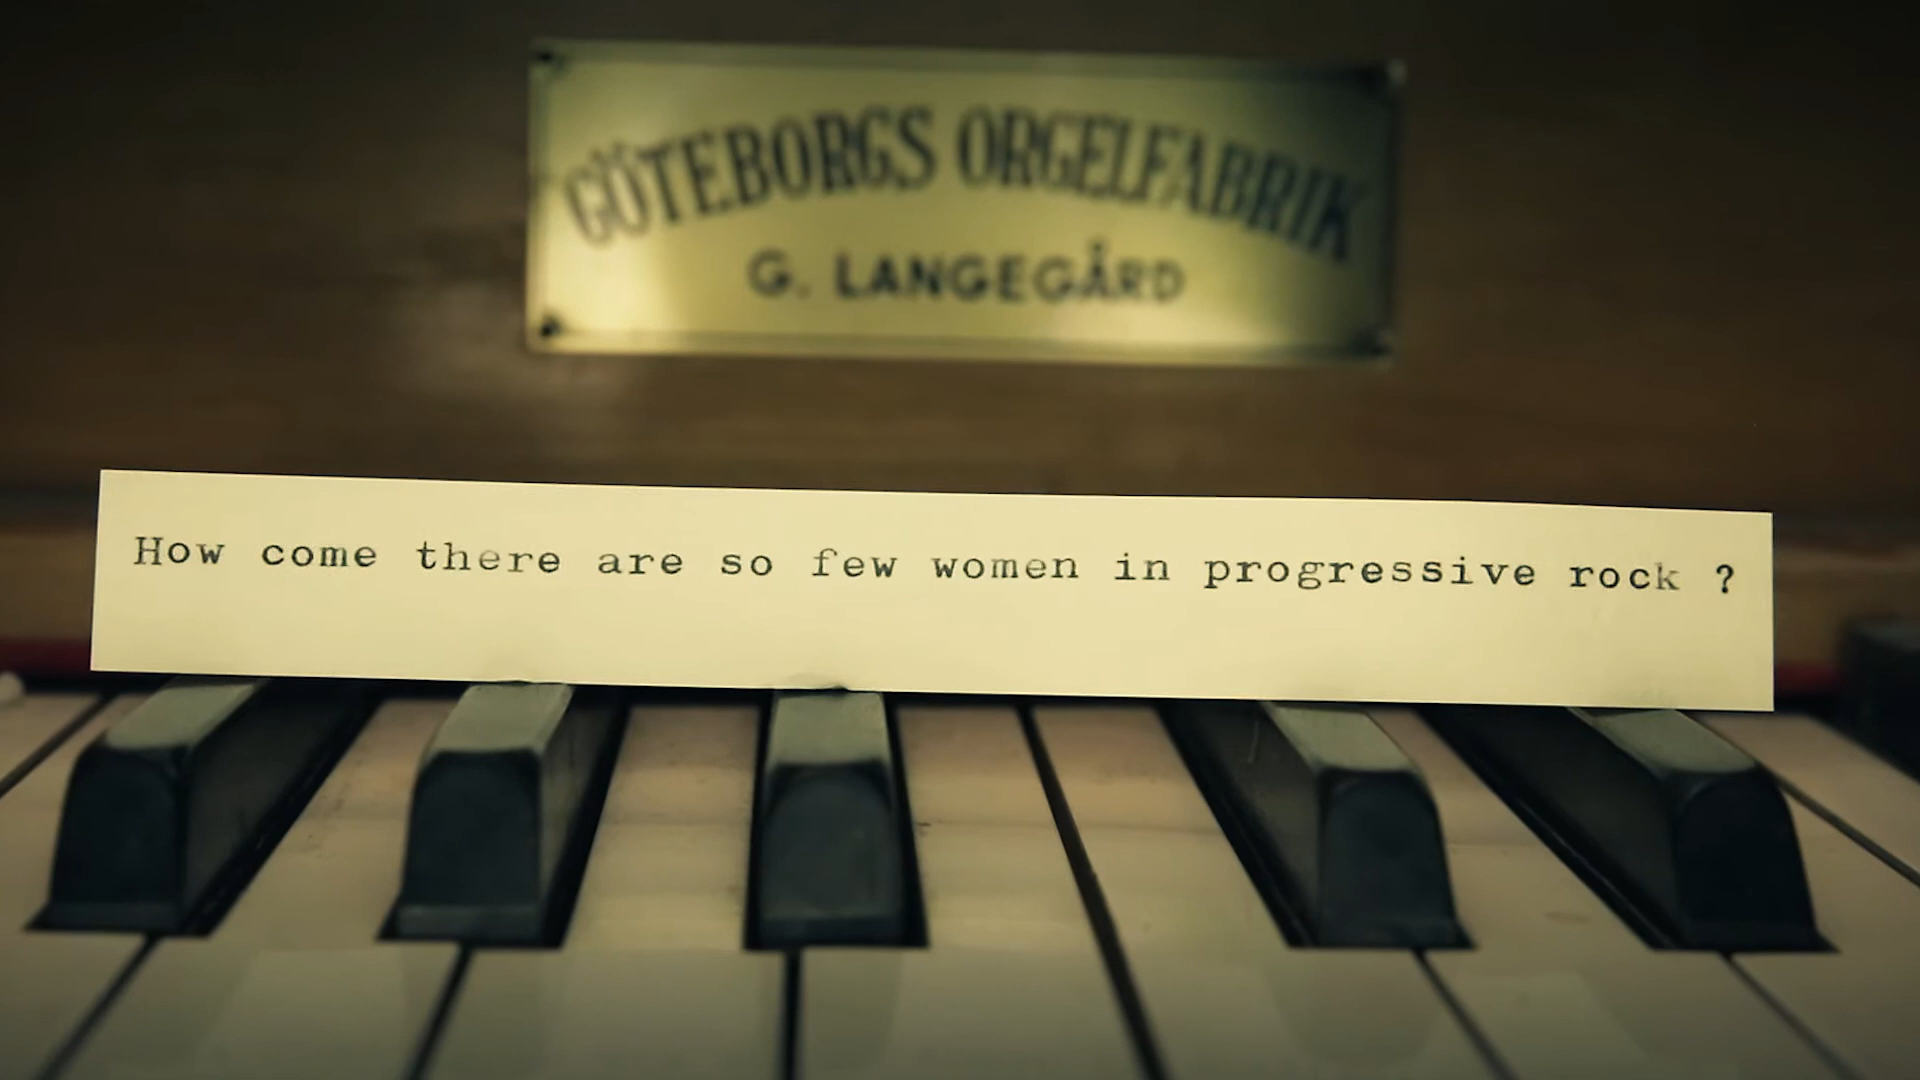 GÖTEBORGS ORGELFABRIK
G. LANGEGÅRD
How come there are so few women in progressive rock ?